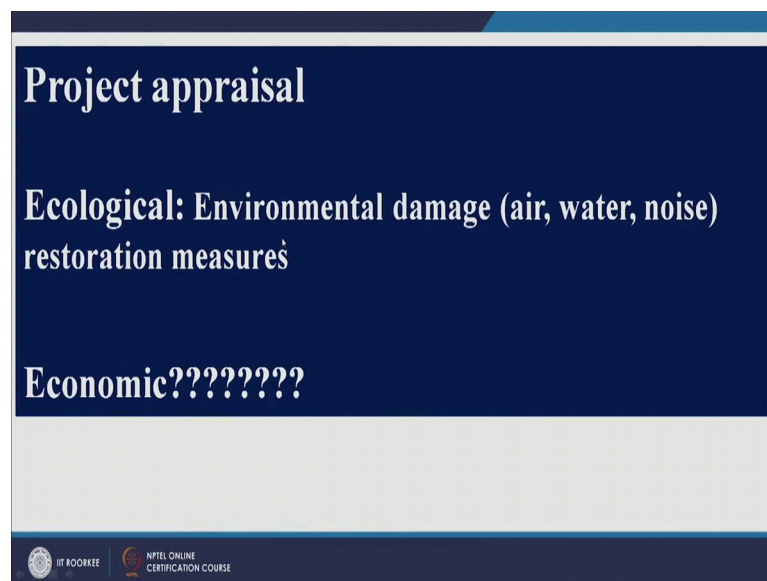 Project appraisal
Ecological: Environmental damage (air, water, noise)
restoration measures
Economic????????
IIT ROORKEE
NPTEL ONLINE
CERTIFICATION COURSE